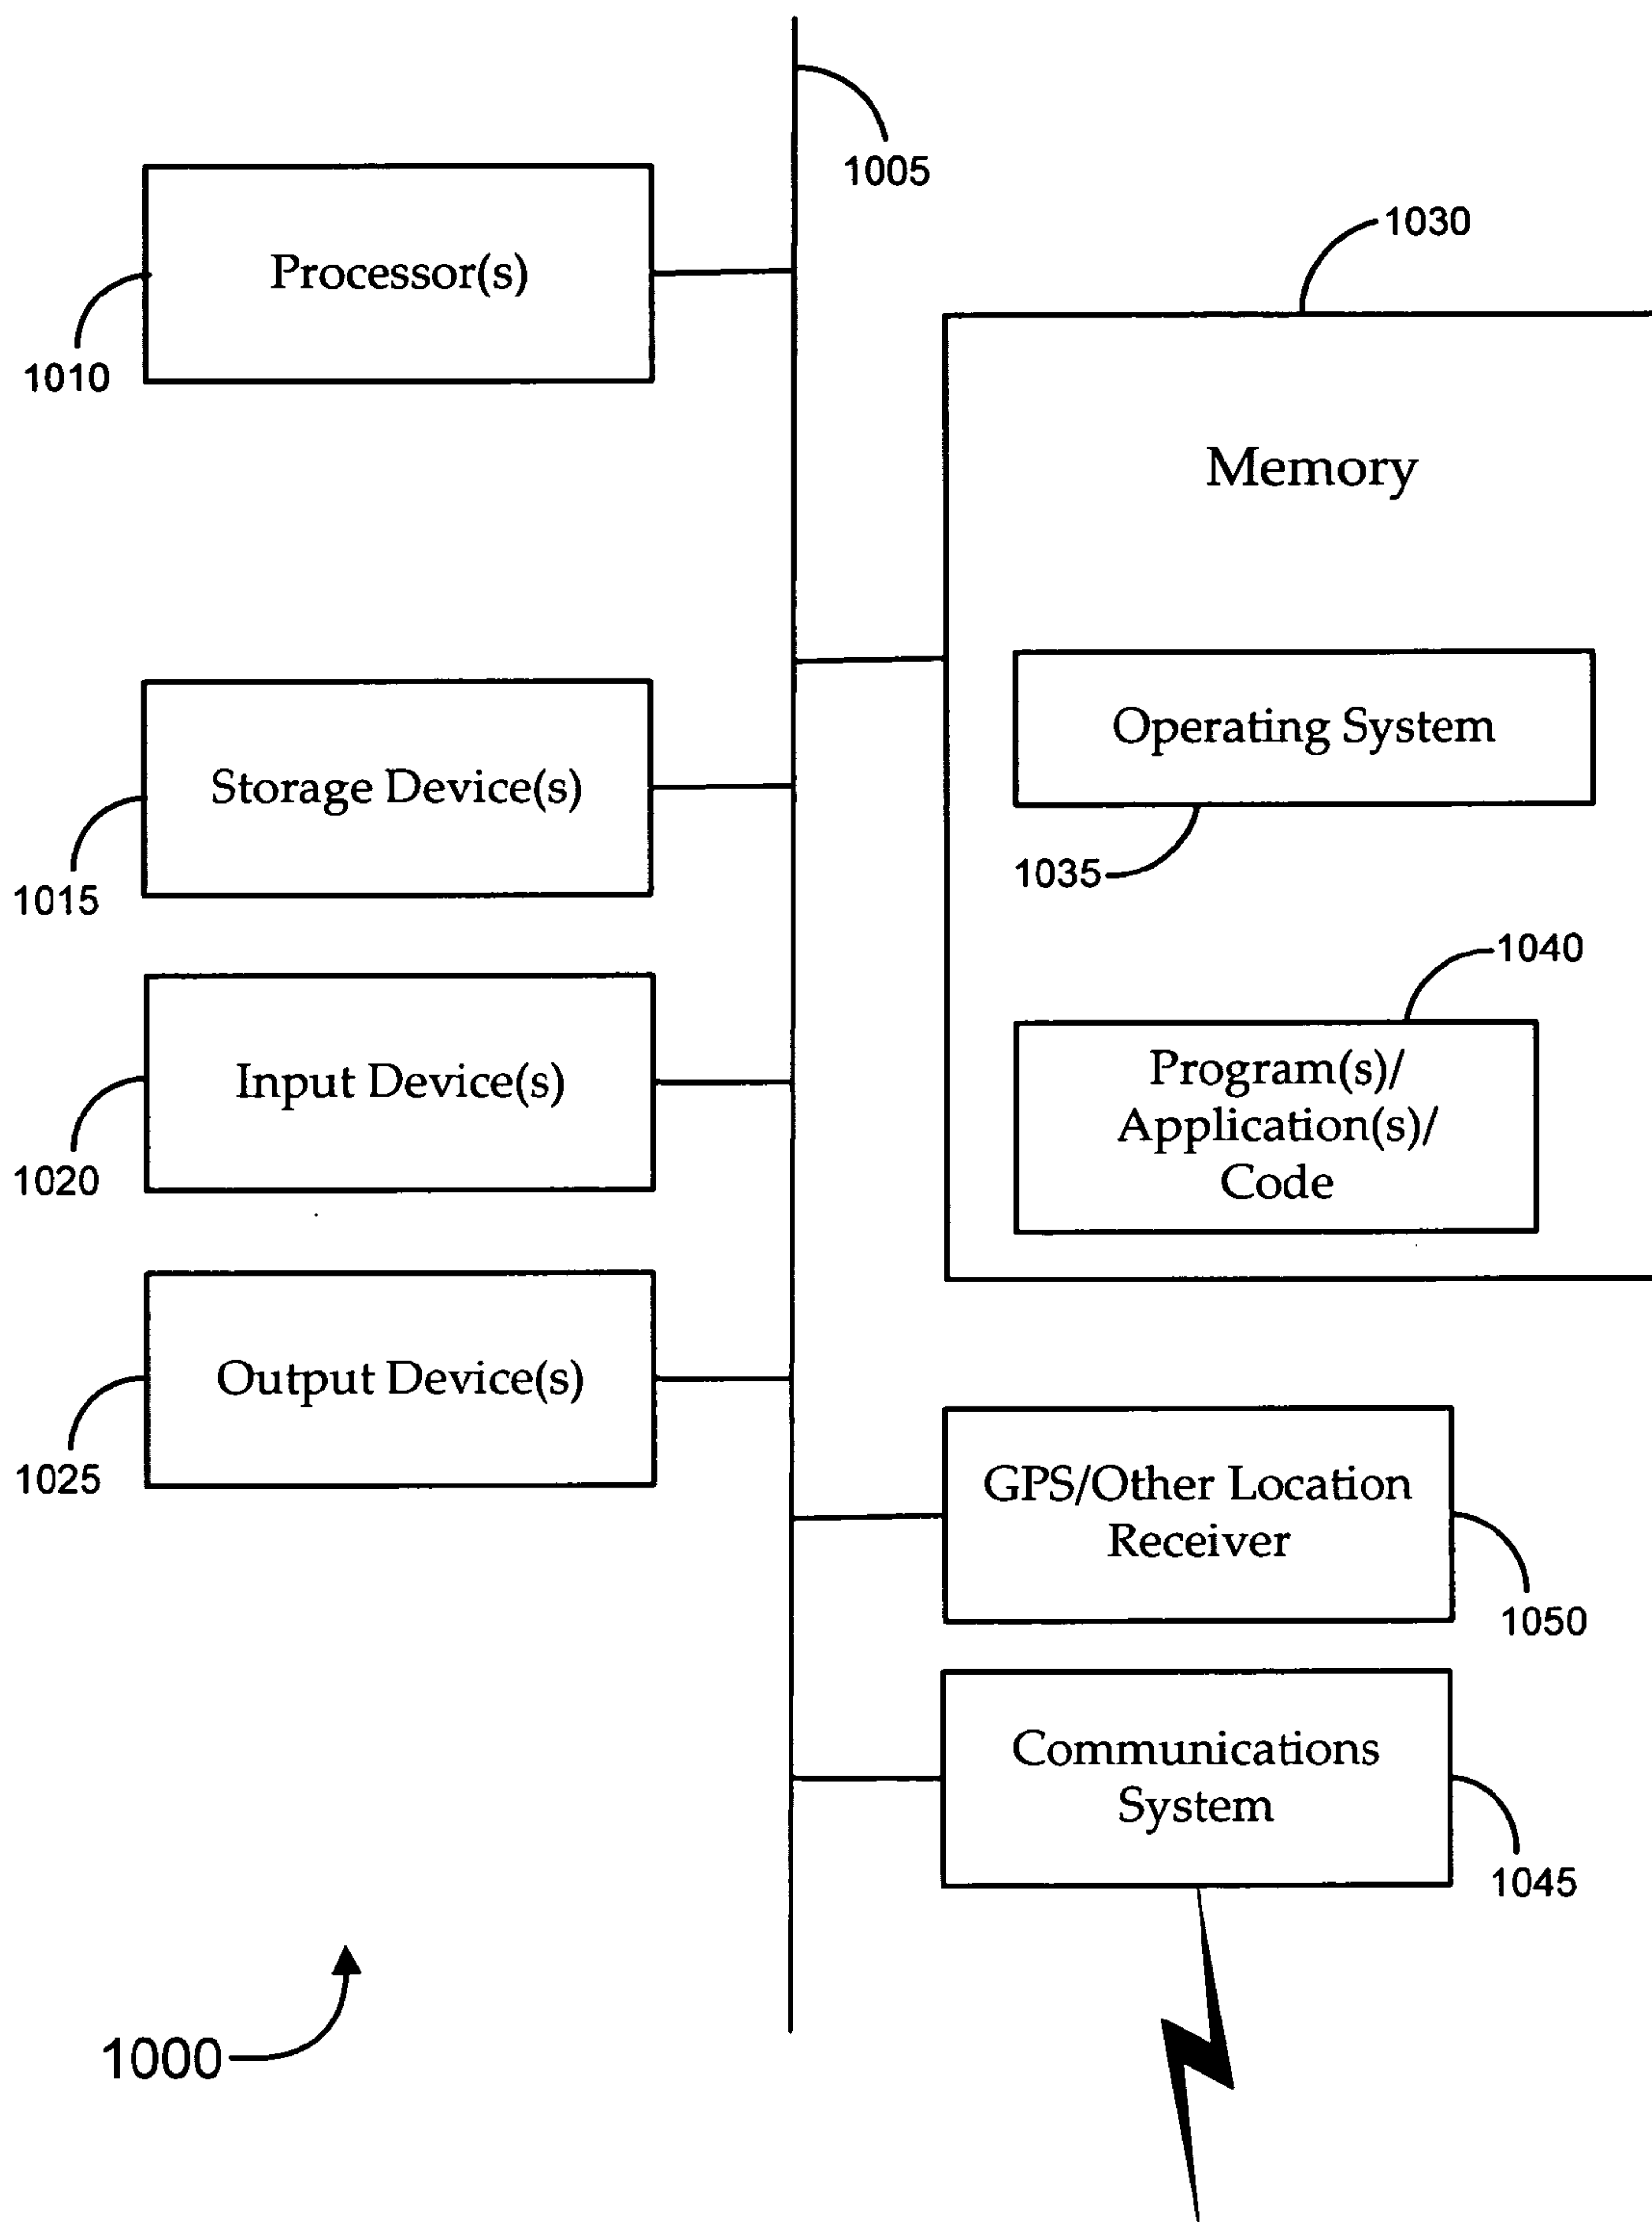 1005
Processor(s)
1010
1030
Memory
Operating System
1035
Storage Device(s)
1015
1040
Program(s)/
Application(s)/
Code
Input Device(s)
1020
Output Device(s)
1025
GPS/Other Location
Receiver
1050
Communications
System
1045
1000